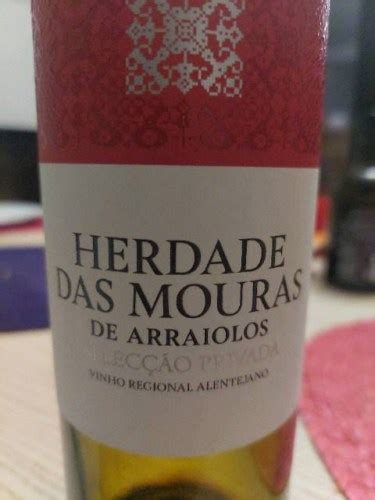 HERDADE
DAS MOURAS
DE ARRAIOLOS
SELECÇÃO PRIVADA
VINHO REGIONAL ALENTEJANO